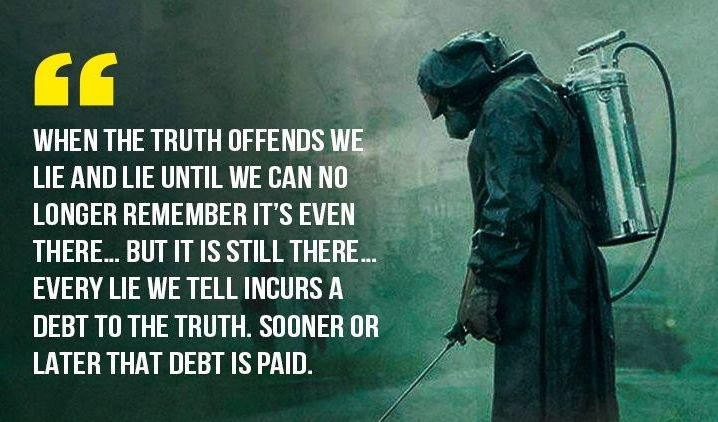 “
WHEN THE TRUTH OFFENDS WE
LIE AND LIE UNTIL WE CAN NO
LONGER REMEMBER IT'S EVEN
THERE... BUT IT IS STILL THERE...
EVERY LIE WE TELL INCURS A
DEBT TO THE TRUTH. SOONER OR
LATER THAT DEBT IS PAID.